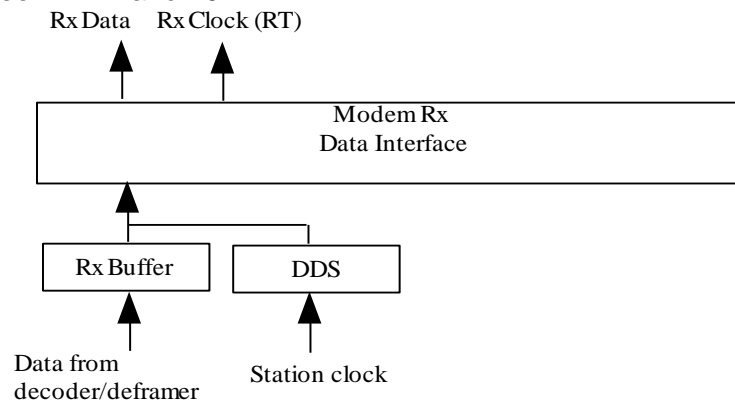 Rx Data Rx Clock (RT)
Modem Rx
Data Interface
Rx Buffer DDS
Data from
decoder/deframer
Station clock